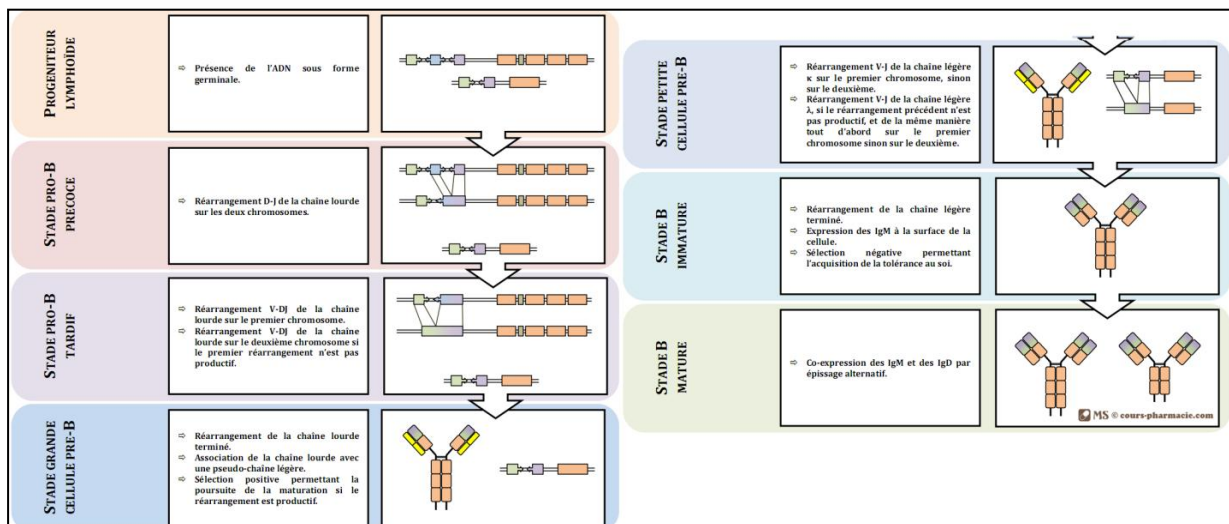 PROGENITEUR
LYMPHOÏDE
⇨ Présence de l'ADN sous forme
germinale.
STADE PRO-B
PRECOCE
⇨ Réarrangement D-J de la chaîne lourde
sur les deux chromosomes.
STADE PRO-B
TARDIF
⇨ Réarrangement V-DJ de la chaîne
lourde sur le premier chromosome.
⇨ Réarrangement V-DJ de la chaîne
lourde sur le deuxième chromosome si
le premier réarrangement n'est pas
productif.
STADE GRANDE
CELLULE PRE-B
⇨ Réarrangement de la chaîne lourde
terminé.
⇨ Association de la chaîne lourde avec
une pseudo-chaîne légère.
⇨ Sélection positive permettant la
poursuite de la maturation si le
réarrangement est productif.
STADE PETITE
CELLULE PRE-B
⇨ Réarrangement V-J de la chaîne légère
κ sur le premier chromosome, sinon
sur le deuxième.
⇨ Réarrangement V-J de la chaîne légère
λ, si le réarrangement précédent n'est
pas productif, et de la même manière
tout d'abord sur le premier
chromosome sinon sur le deuxième.
STADE B
IMMATURE
⇨ Réarrangement de la chaîne légère
terminé.
⇨ Expression des IgM à la surface de la
cellule.
⇨ Sélection négative permettant
l'acquisition de la tolérance au soi.
STADE B
MATURE
⇨ Co-expression des IgM et des IgD par
épissage alternatif.
MS © cours-pharmacie.com